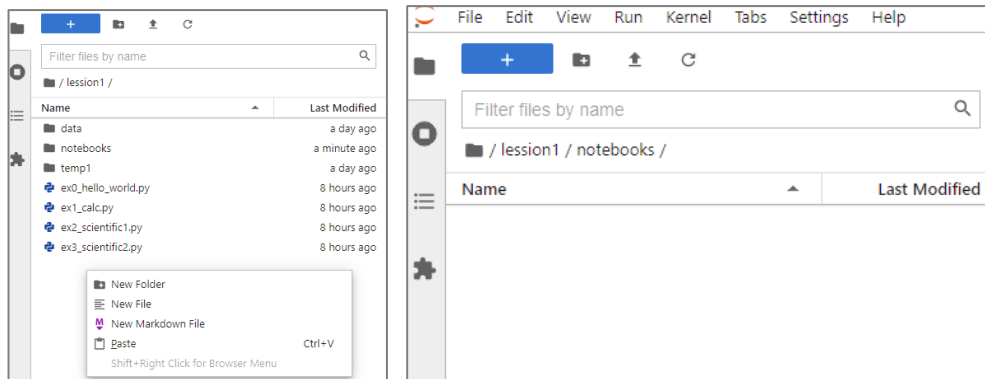 Filter files by name
/ lession1 /
Name Last Modified
data a day ago
notebooks a minute ago
temp1 a day ago
ex0_hello_world.py 8 hours ago
ex1_calc.py 8 hours ago
ex2_scientific1.py 8 hours ago
ex3_scientific2.py 8 hours ago
New Folder
New File
M New Markdown File
Paste Ctrl+V
Shift+Right Click for Browser Menu
File Edit View Run Kernel Tabs Settings Help
Filter files by name
/ lession1 / notebooks /
Name Last Modified